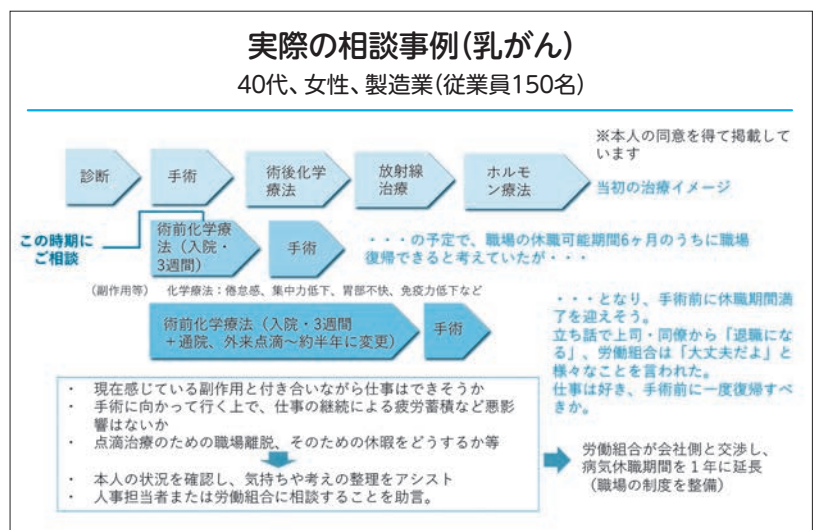 実際の相談事例(乳がん)
40代、女性、製造業(従業員150名)
※本人の同意を得て掲載して
います
診断
手術
術後化学
療法
放射線
治療
ホルモ
ン療法
当初の治療イメージ
この時期に
ご相談
術前化学療
法（入院・
3週間）
手術
・・・の予定で、職場の休職可能期間6ヶ月のうちに職場
復帰できると考えていたが・・・
（副作用等） 化学療法：倦怠感、集中力低下、胃部不快、免疫力低下など
術前化学療法（入院・3週間
＋通院、外来点滴～約半年に変更）
手術
・・・となり、手術前に休職期間満
了を迎えそう。
立ち話で上司・同僚から「退職にな
る」、労働組合は「大丈夫だよ」と
様々なことを言われた。
仕事は好き、手術前に一度復帰すべ
きか。
・ 現在感じている副作用と付き合いながら仕事はできそうか
・ 手術に向かって行く上で、仕事の継続による疲労蓄積など悪影
響はないか
・ 点滴治療のための職場離脱、そのための休暇をどうするか等
・ 本人の状況を確認し、気持ちや考えの整理をアシスト
・ 人事担当者または労働組合に相談することを助言。
労働組合が会社側と交渉し、
病気休職期間を１年に延長
（職場の制度を整備）